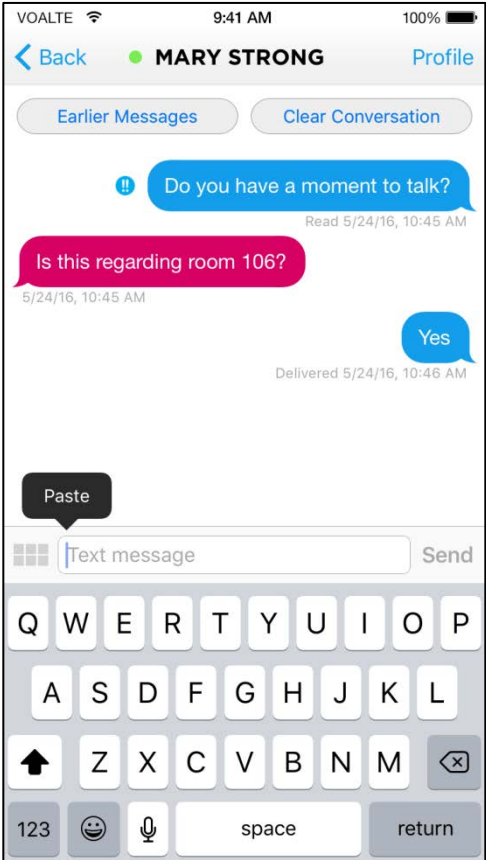 VOALTE 9:41 AM 100%
Back MARY STRONG Profile
Earlier Messages Clear Conversation
!! Do you have a moment to talk?
Read 5/24/16, 10:45 AM
Is this regarding room 106?
5/24/16, 10:45 AM
Yes
Delivered 5/24/16, 10:46 AM
Paste
Text message Send
Q W E R T Y U I O P
A S D F G H J K L
Z X C V B N M
123 space return